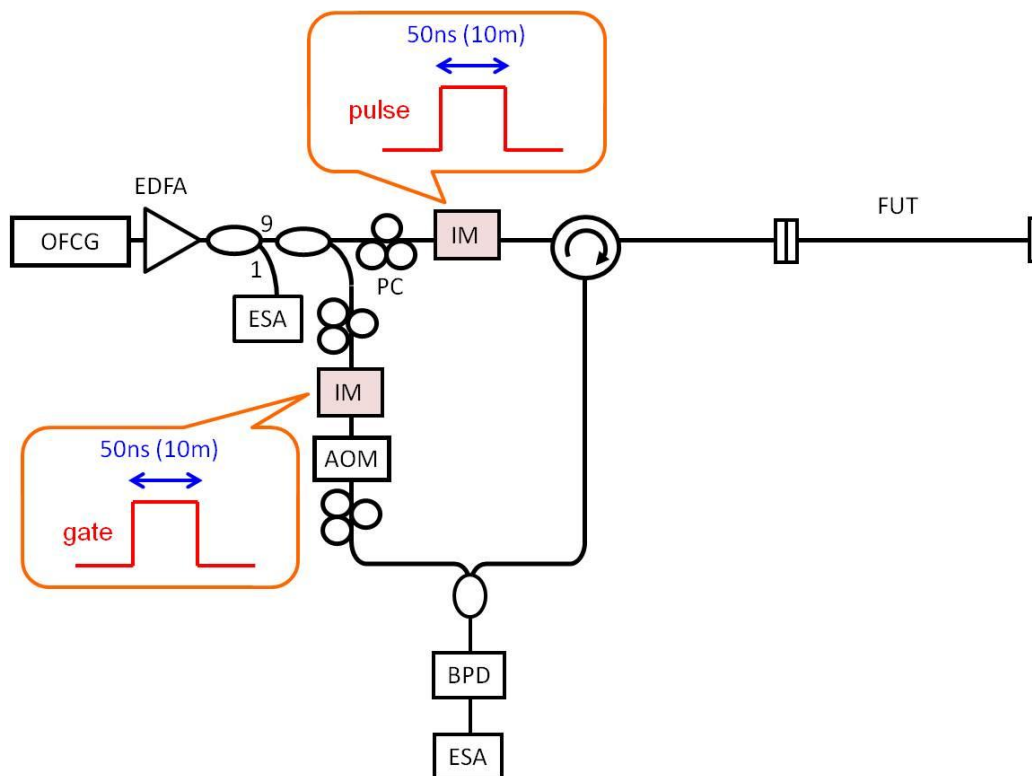 50ns (10m)
pulse
EDFA
OFCG
9
1
PC
IM
FUT
ESA
IM
50ns (10m)
gate
AOM
BPD
ESA